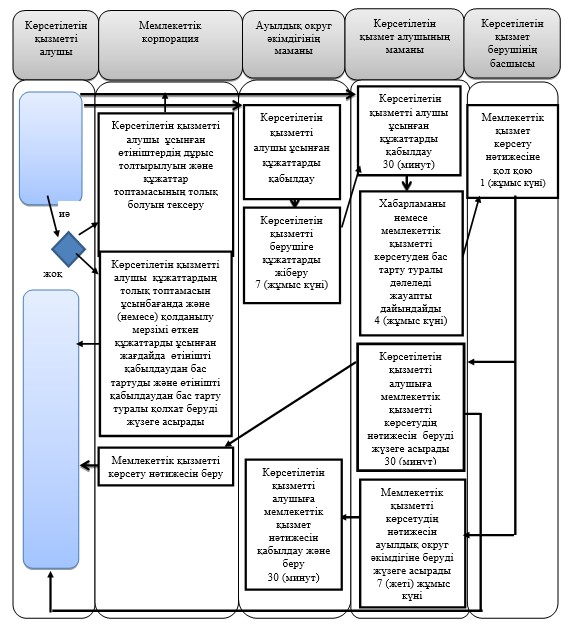 Көрсетілетін
қызметті
алушы
Мемлекеттік
корпорация
Ауылдық округ
әкімдігінің
маманы
Көрсетілетін
қызмет алушының
маманы
Көрсетілетін
қызмет
берушінің
басшысы
иә
жоқ
Көрсетілетін қызметті
алушы ұсынған
өтініштердің дұрыс
толтырылуын және
құжаттар
топтамасының толық
болуын тексеру
Көрсетілетін қызметті
алушы құжаттардың
толық топтамасын
ұсынбағанда және
(немесе) қолданылу
мерзімі өткен
құжаттарды ұсынған
жағдайда өтінішті
қабылдаудан бас
тартуды және өтінішті
қабылдаудан бас тарту
туралы қолхат беруді
жүзеге асырады
Мемлекеттік қызметті
көрсету нәтижесін беру
Көрсетілетін
қызметті
алушы ұсынған
құжаттарды
қабылдау
Көрсетілетін
қызметті
берушіге
құжаттарды
жіберу
7 (жұмыс күні)
Көрсетілетін
қызметті
алушыға
мемлекеттік
қызмет
нәтижесін
қабылдау және
беру
30 (минут)
Көрсетілетін
қызметті алушы
ұсынған
құжаттарды
қабылдау
30 (минут)
Хабарламаны
немесе
мемлекеттік
қызметті
көрсетуден бас
тарту туралы
дәлеледі
жауапты
дайындайды
4 (жұмыс күні)
Көрсетілетін
қызметті
алушыға
мемлекеттік
қызметті
көрсетудің
нәтижесін беруді
жүзеге асырады
30 (минут)
Мемлекеттік
қызметті
көрсетудің
нәтижесін
ауылдық округ
әкімдігіне беруді
жүзеге асырады
7 (жеті) жұмыс
күні
Мемлекеттік
қызмет
көрсету
нәтижесіне
қол қою
1 (жұмыс күні)